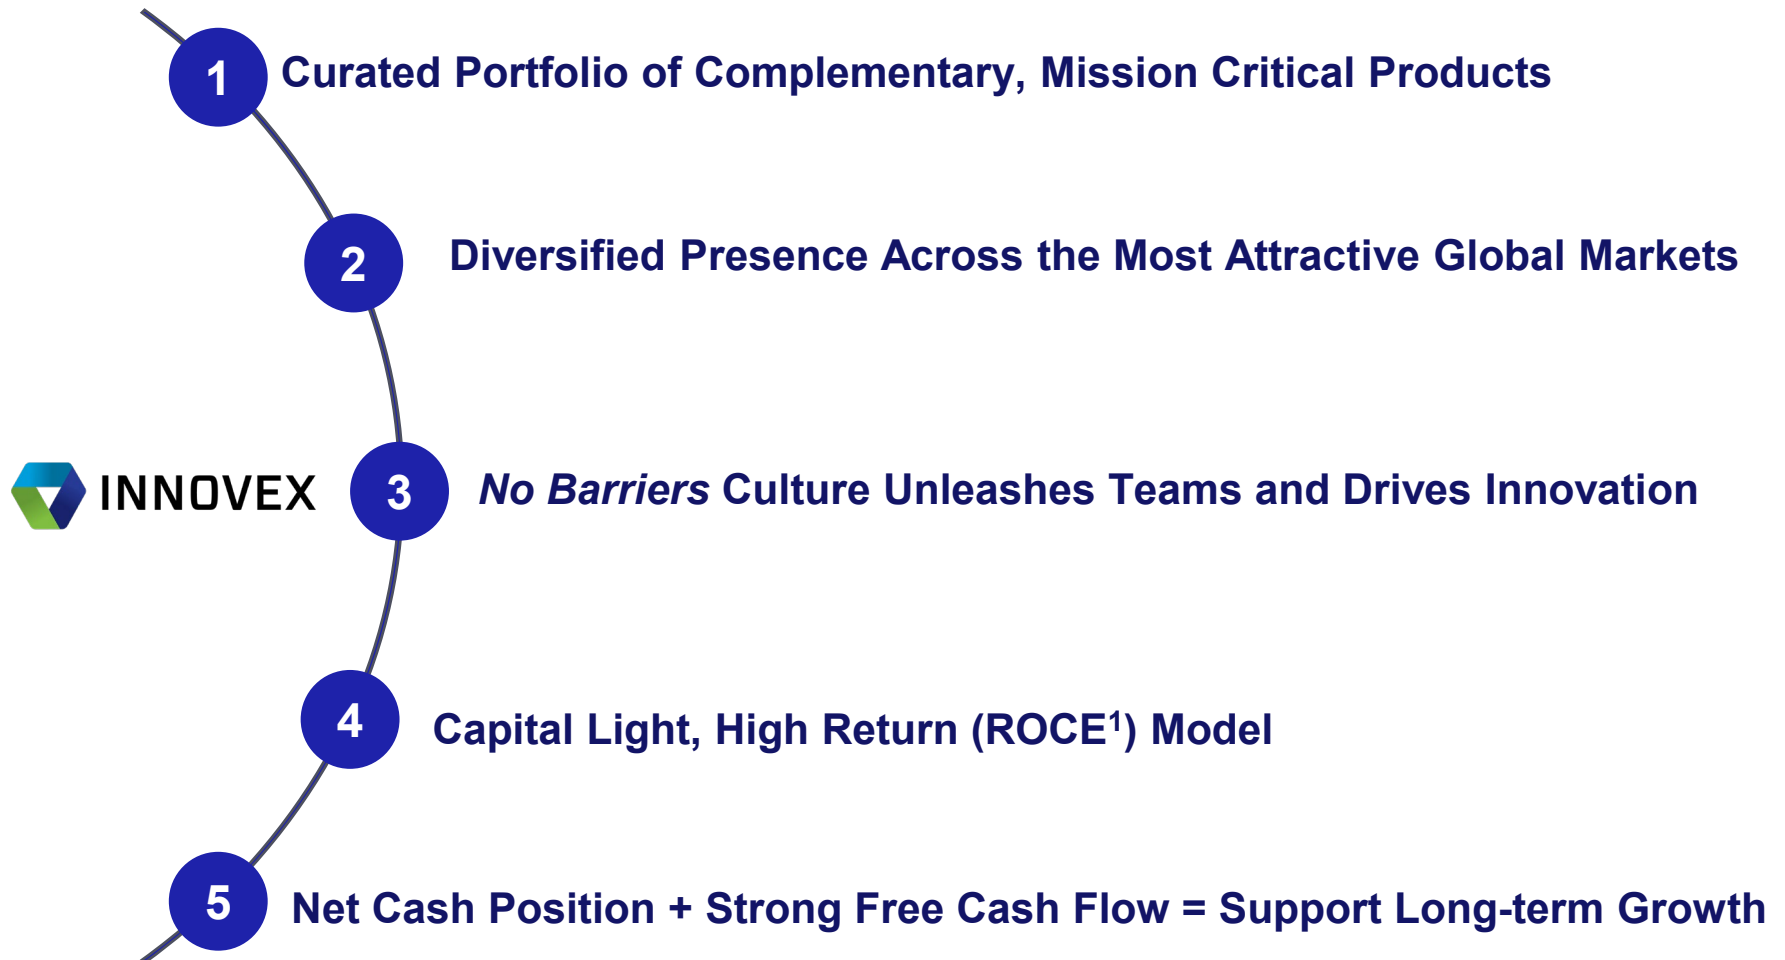 1 Curated Portfolio of Complementary, Mission Critical Products
2 Diversified Presence Across the Most Attractive Global Markets
INNOVEX
3 No Barriers Culture Unleashes Teams and Drives Innovation
4 Capital Light, High Return (ROCE¹) Model
5 Net Cash Position + Strong Free Cash Flow = Support Long-term Growth